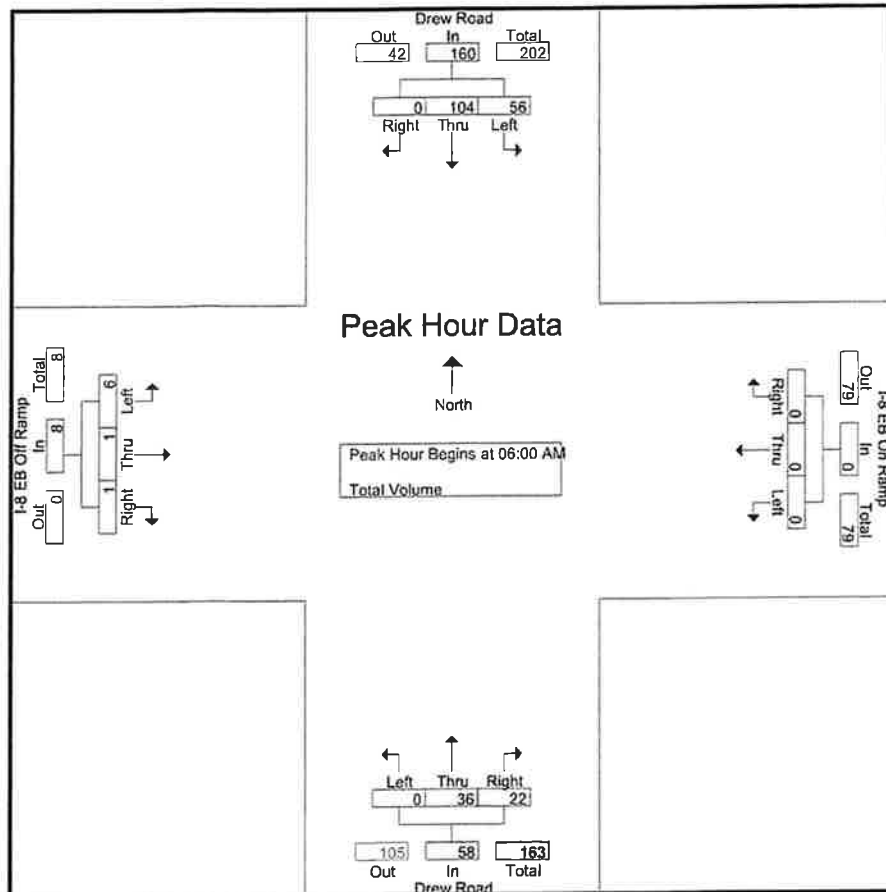 Drew Road
Out In Total
42 160 202
0 104 56
Right Thru Left
Peak Hour Data
North
Peak Hour Begins at 06:00 AM
Total Volume
I-8 EB Off Ramp
Total In Out
8 8 0
6 1 1
Left Thru Right
Right Thru Left
0 0 0
Out In Total
79 0 79
I-8 EB On Ramp
Left Thru Right
0 36 22
105 58 163
Out In Total
Drew Road